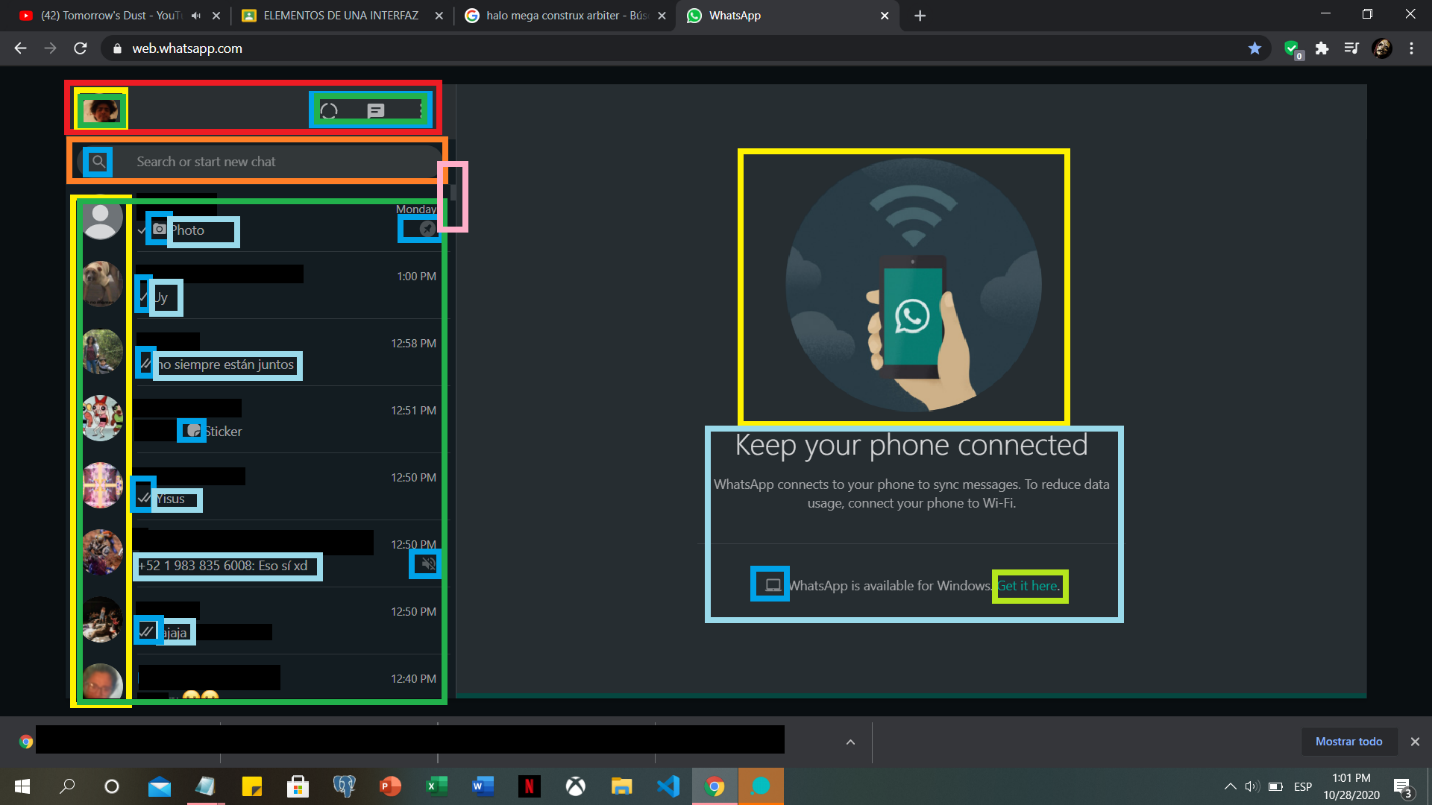 (42) Tomorrow's Dust - YouTu
ELEMENTOS DE UNA INTERFAZ
halo mega construx arbiter - Bús
WhatsApp
web.whatsapp.com
0
Search or start new chat
Monday
Photo
1:00 PM
Uy
12:58 PM
no siempre están juntos
12:51 PM
Sticker
12:50 PM
Yisus
12:50 PM
+52 1 983 835 6008: Eso sí xd
12:50 PM
jajaja
12:40 PM
Keep your phone connected
WhatsApp connects to your phone to sync messages. To reduce data
usage, connect your phone to Wi-Fi.
WhatsApp is available for Windows. Get it here.
Mostrar todo
ESP
1:01 PM
10/28/2020
3